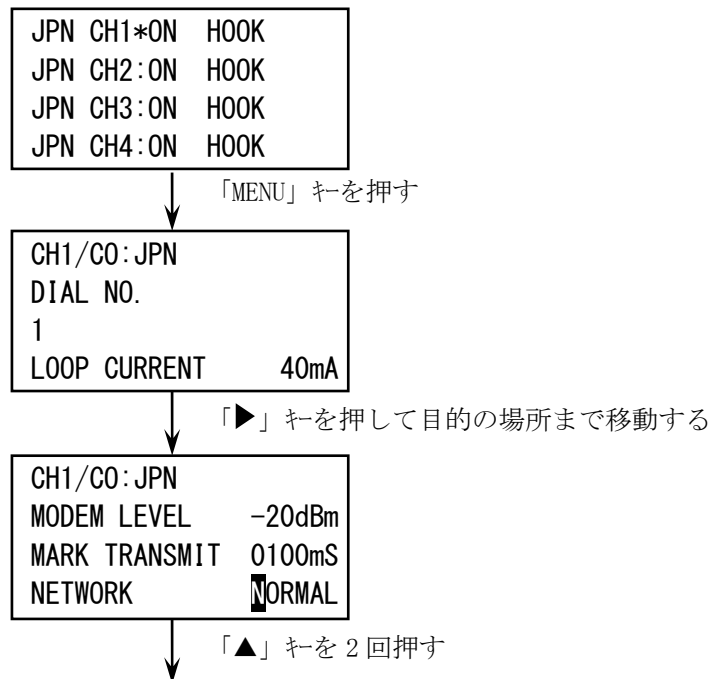 JPN CH1*ON HOOK
JPN CH2:ON HOOK
JPN CH3:ON HOOK
JPN CH4:ON HOOK
「MENU」キーを押す
CH1/CO:JPN
DIAL NO.
1
LOOP CURRENT 40mA
「▶」キーを押して目的の場所まで移動する
CH1/CO:JPN
MODEM LEVEL -20dBm
MARK TRANSMIT 0100mS
NETWORK NORMAL
「▲」キーを2回押す